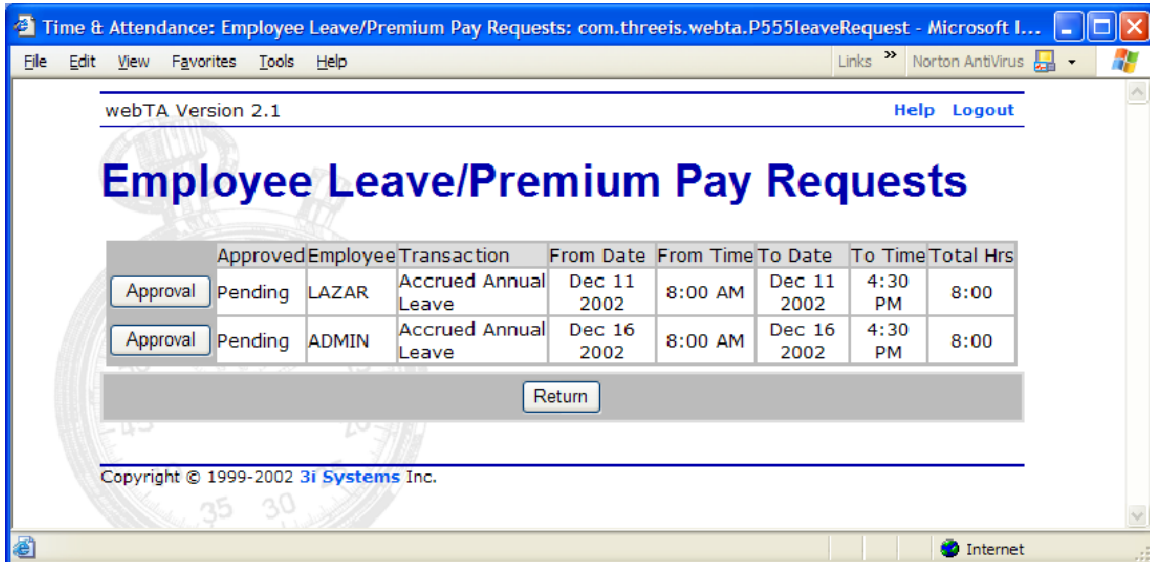 Time & Attendance: Employee Leave/Premium Pay Requests: com.threeis.webta.P555leaveRequest - Microsoft I...
File Edit View Favorites Tools Help Links » Norton AntiVirus
webTA Version 2.1 Help Logout
Employee Leave/Premium Pay Requests
Approved Employee Transaction From Date From Time To Date To Time Total Hrs
Approval Pending LAZAR Accrued Annual Leave Dec 11 2002 8:00 AM Dec 11 2002 4:30 PM 8:00
Approval Pending ADMIN Accrued Annual Leave Dec 16 2002 8:00 AM Dec 16 2002 4:30 PM 8:00
Return
45 20
Copyright © 1999-2002 3i Systems Inc.
35 30
Internet